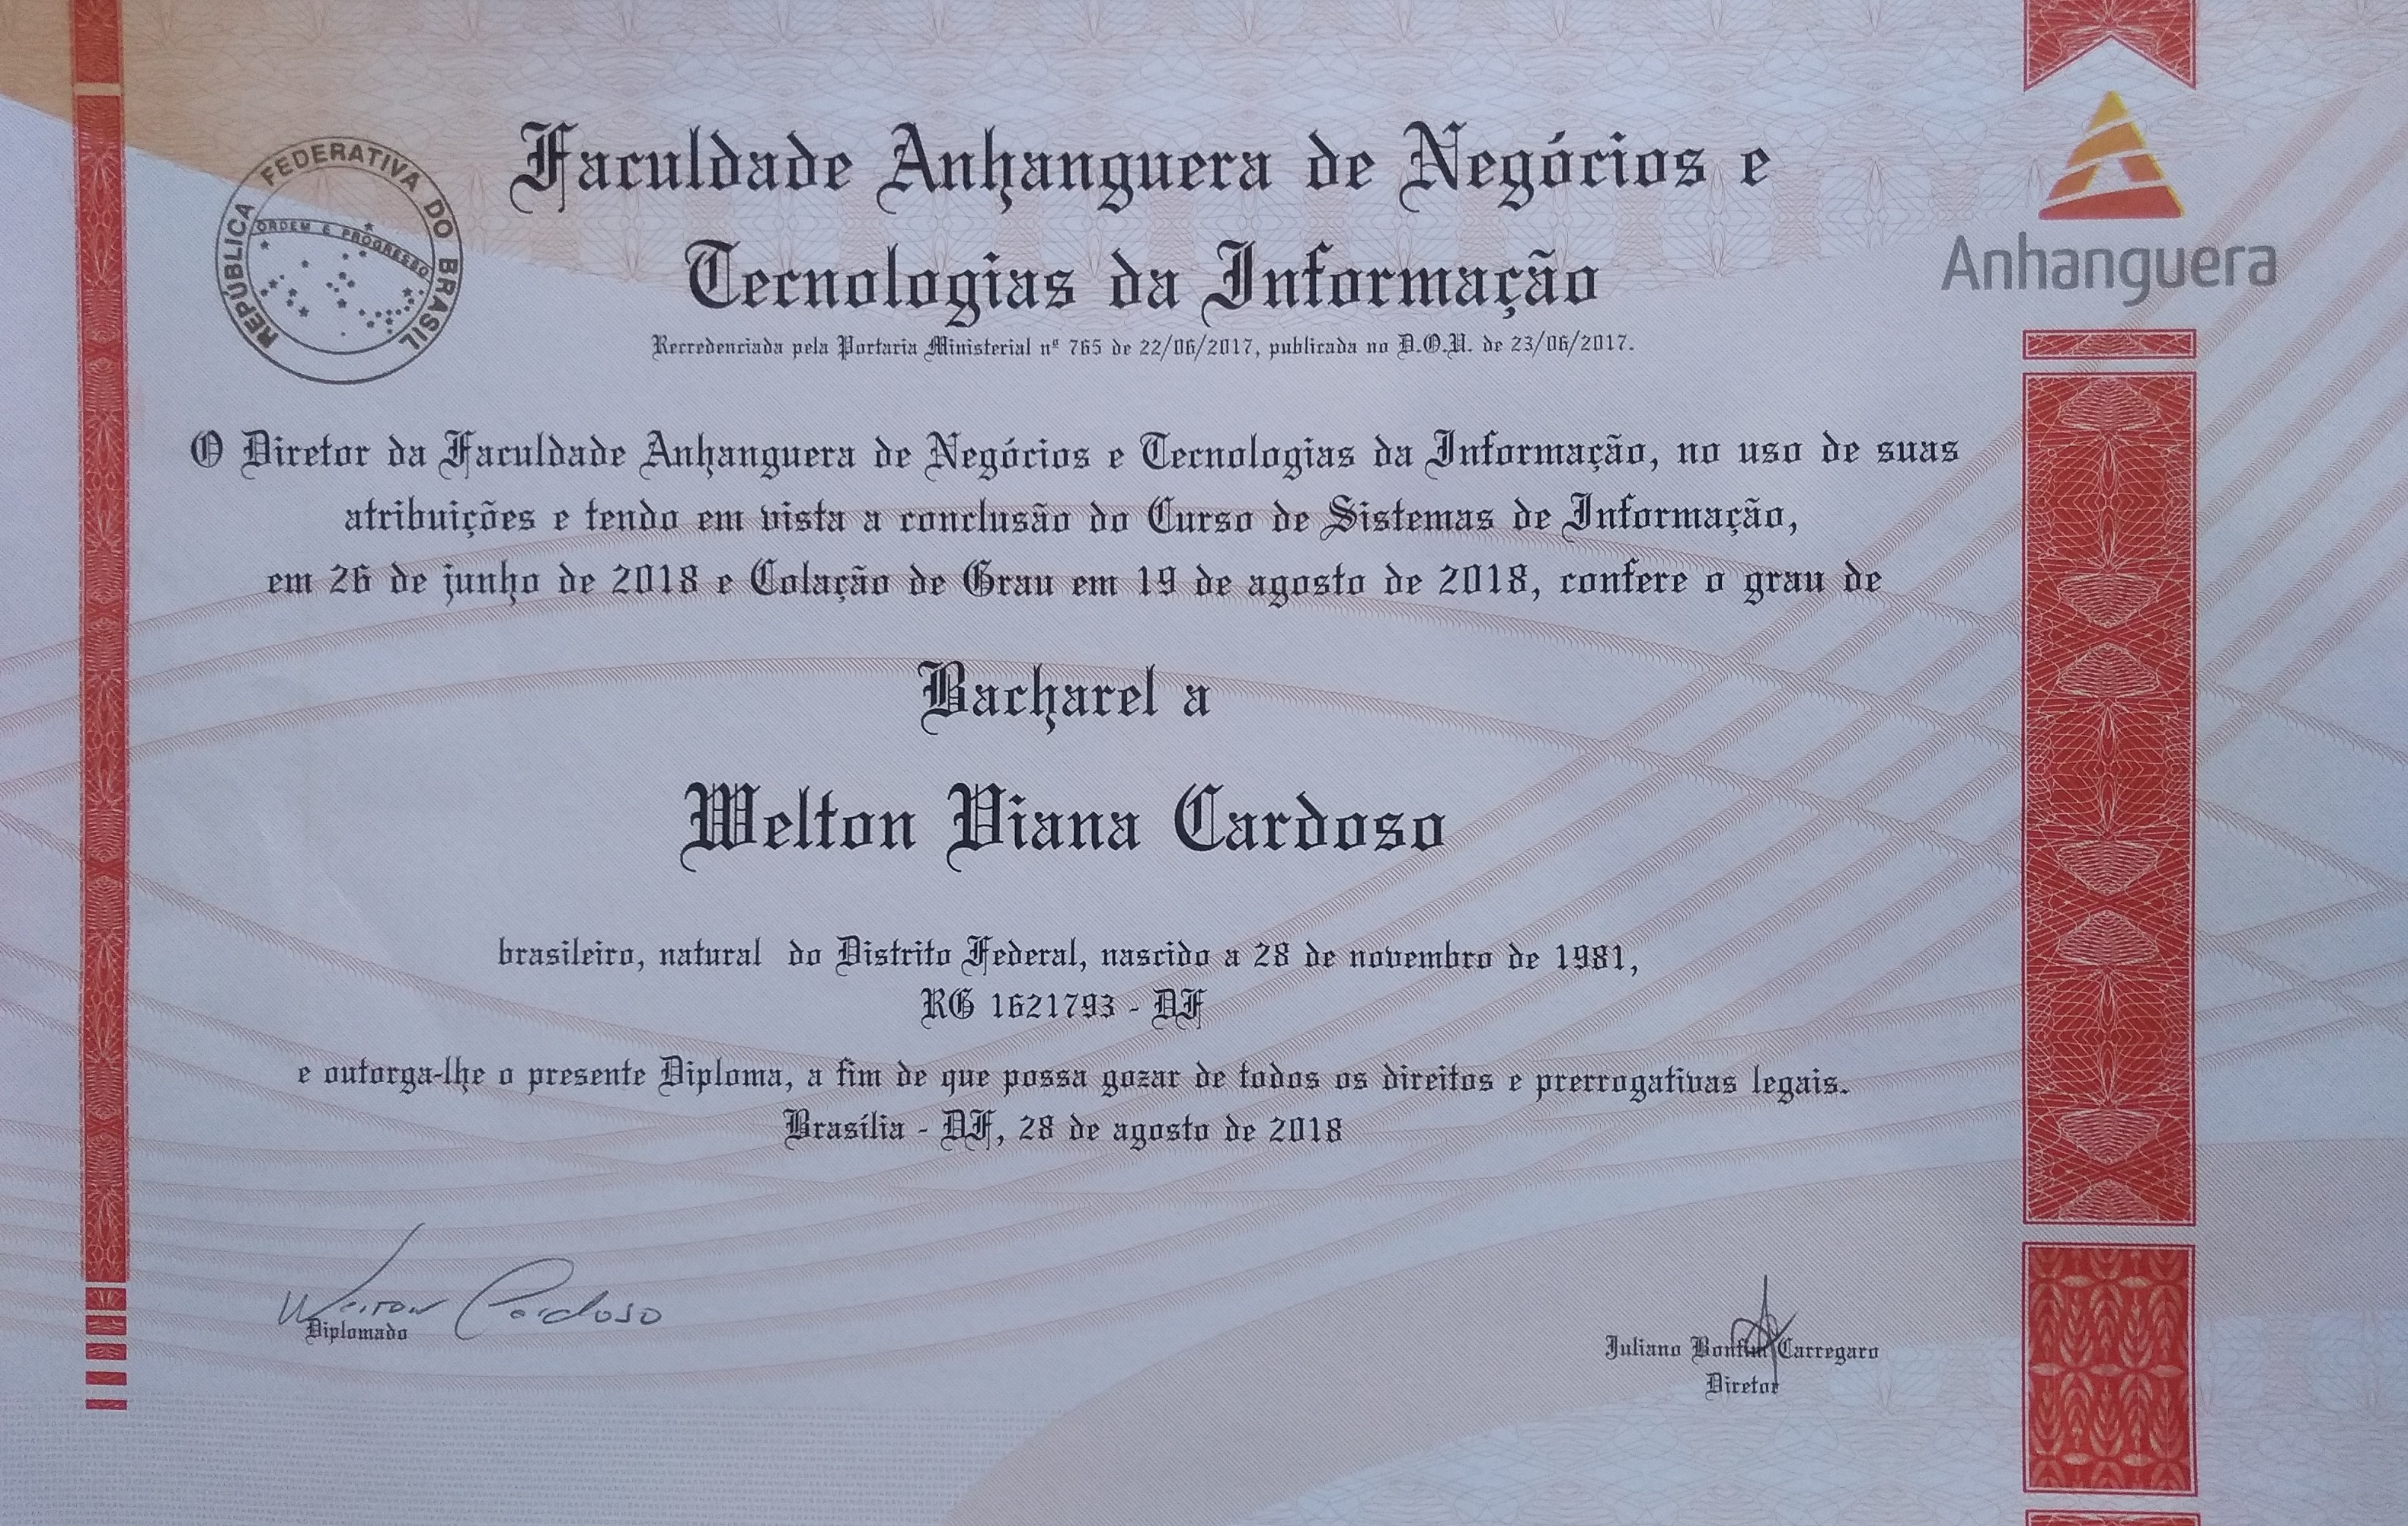 REPÚBLICA FEDERATIVA DO BRASIL
ORDEM E PROGRESSO
Faculdade Anhanguera de Negócios e
Tecnologias da Informação
Anhanguera
Recredenciada pela Portaria Ministerial nº 765 de 22/06/2017, publicada no D.O.U. de 23/06/2017.
O Diretor da Faculdade Anhanguera de Negócios e Tecnologias da Informação, no uso de suas
atribuições e tendo em vista a conclusão do Curso de Sistemas de Informação,
em 26 de junho de 2018 e Colação de Grau em 19 de agosto de 2018, confere o grau de
Bacharel a
Welton Viana Cardoso
brasileiro, natural do Distrito Federal, nascido a 28 de novembro de 1981,
RG 1621793 - DF
e outorga-lhe o presente Diploma, a fim de que possa gozar de todos os direitos e prerrogativas legais.
Brasília - DF, 28 de agosto de 2018
Welton Cardoso
Diplomado
Juliano Bonfim Carregaro
Diretor